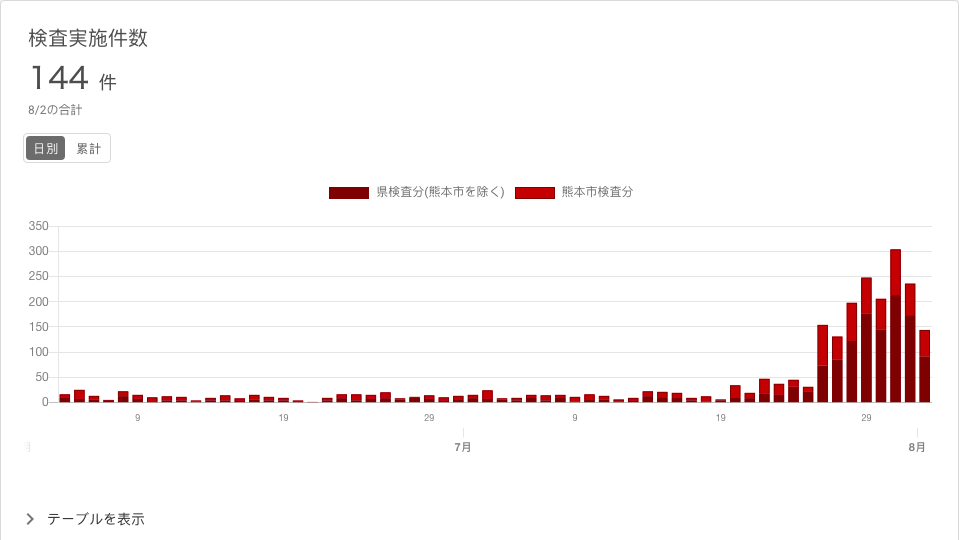 検査実施件数
144 件
8/2の合計
日別 累計
県検査分(熊本市を除く) 熊本市検査分
350
300
250
200
150
100
50
0
9 19 29 9 19 29
7月 8月
テーブルを表示